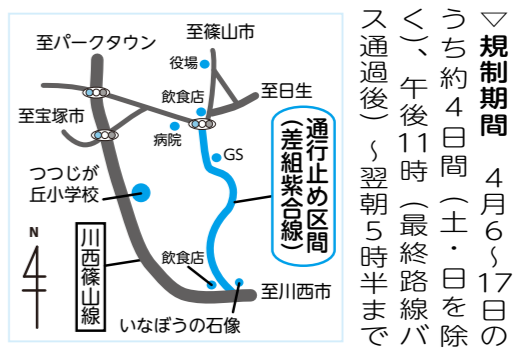 ▽規制期間　4月6〜17日の
うち約4日間（土・日を除
く）、午後11時（最終路線バ
ス通過後）〜翌朝5時半まで
至篠山市
至パークタウン
役場
至日生
飲食店
至宝塚市
病院
GS
通行止め区間
（差組紫合線）
つつじが
丘小学校
N
川西篠山線
飲食店
至川西市
いなぼうの石像